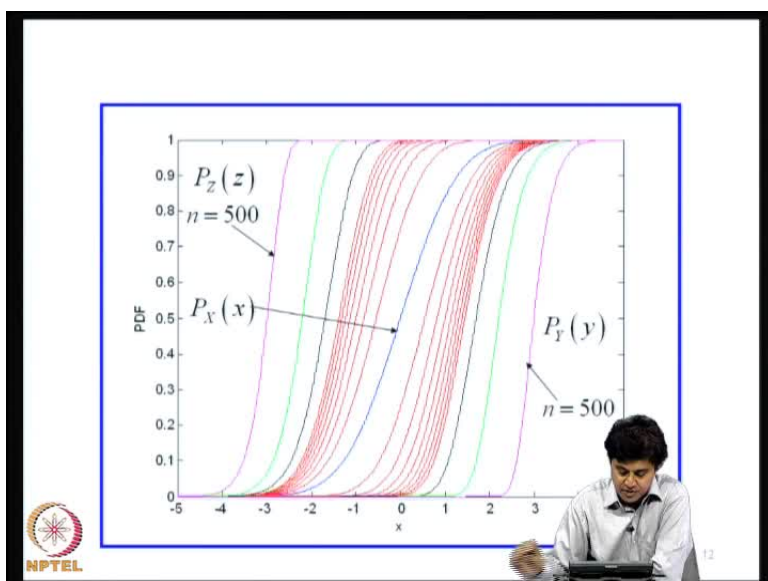 1
0.9
0.8
0.7
0.6
0.5
0.4
0.3
0.2
0.1
0
PDF
P_Z(z)
n = 500
P_X(x)
P_Y(y)
n = 500
-5 -4 -3 -2 -1 0 1 2 3
x
NPTEL
12